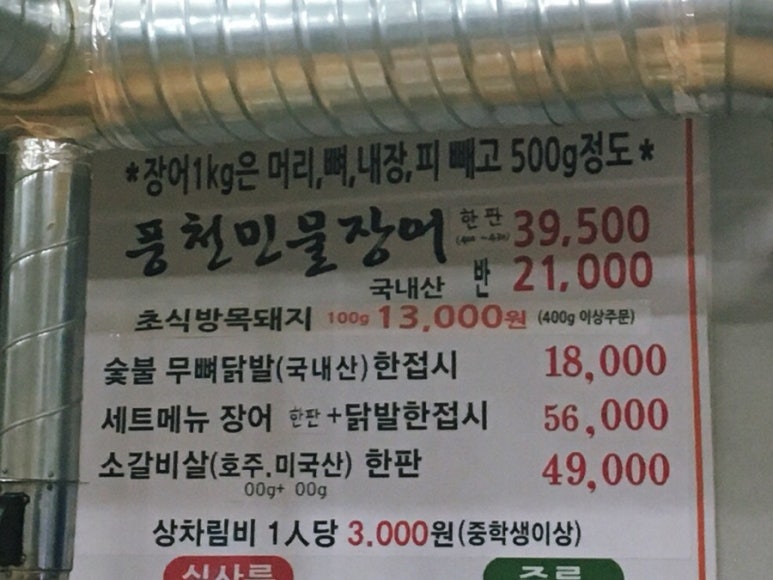 *장어1kg은 머리,뼈,내장,피 빼고 500g정도*
풍천민물장어 한판 39,500
국내산 반 21,000
초식방목돼지 100g 13,000원 (400g 이상주문)
숯불 무뼈닭발(국내산)한접시 18,000
세트메뉴 장어 한판+닭발한접시 56,000
소갈비살(호주.미국산) 한판 49,000
00g+ 00g
상차림비 1人당 3.000원(중학생이상)
식사류 주류